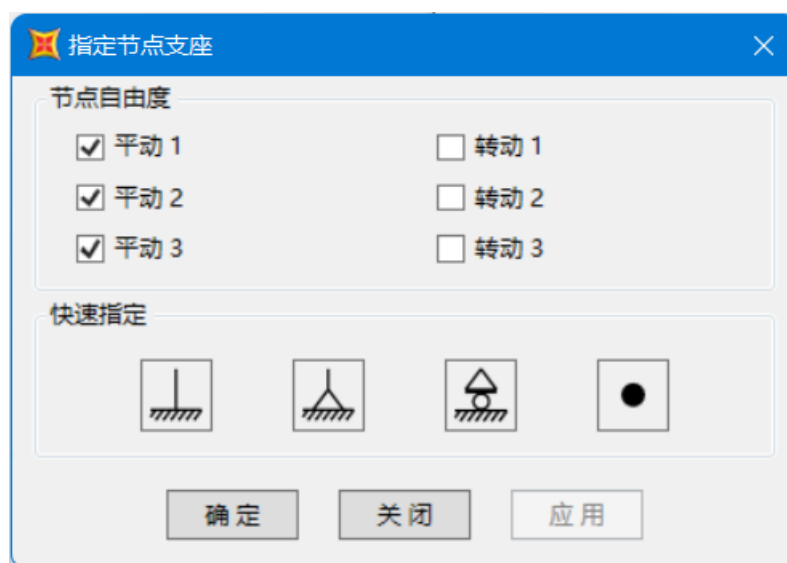 指定节点支座
节点自由度
平动 1 转动 1
平动 2 转动 2
平动 3 转动 3
快速指定
确定 关闭 应用